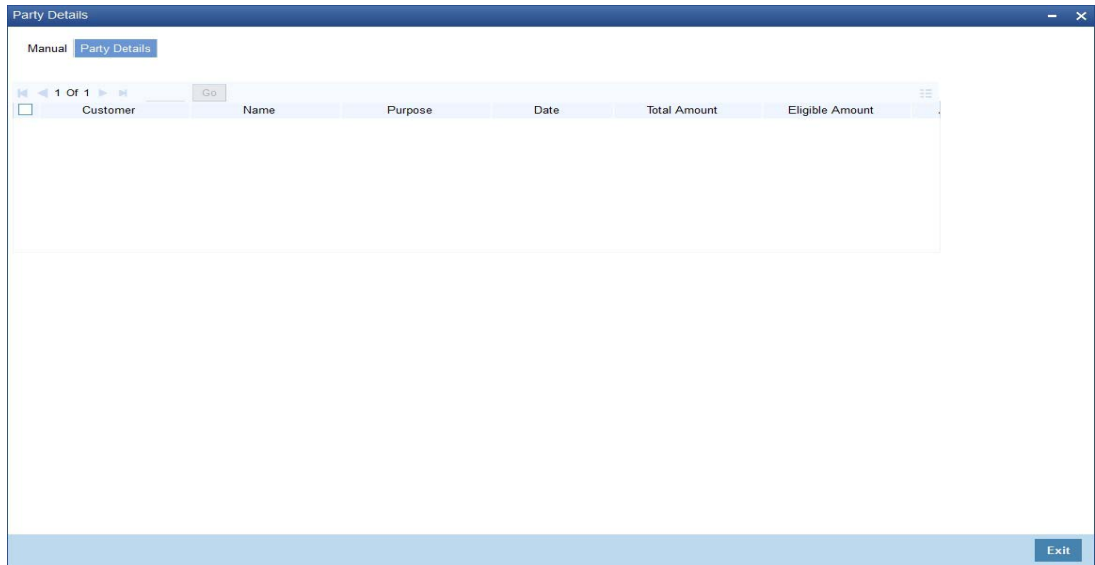 Party Details
Manual Party Details
1 Of 1 Go
Customer Name Purpose Date Total Amount Eligible Amount
Exit